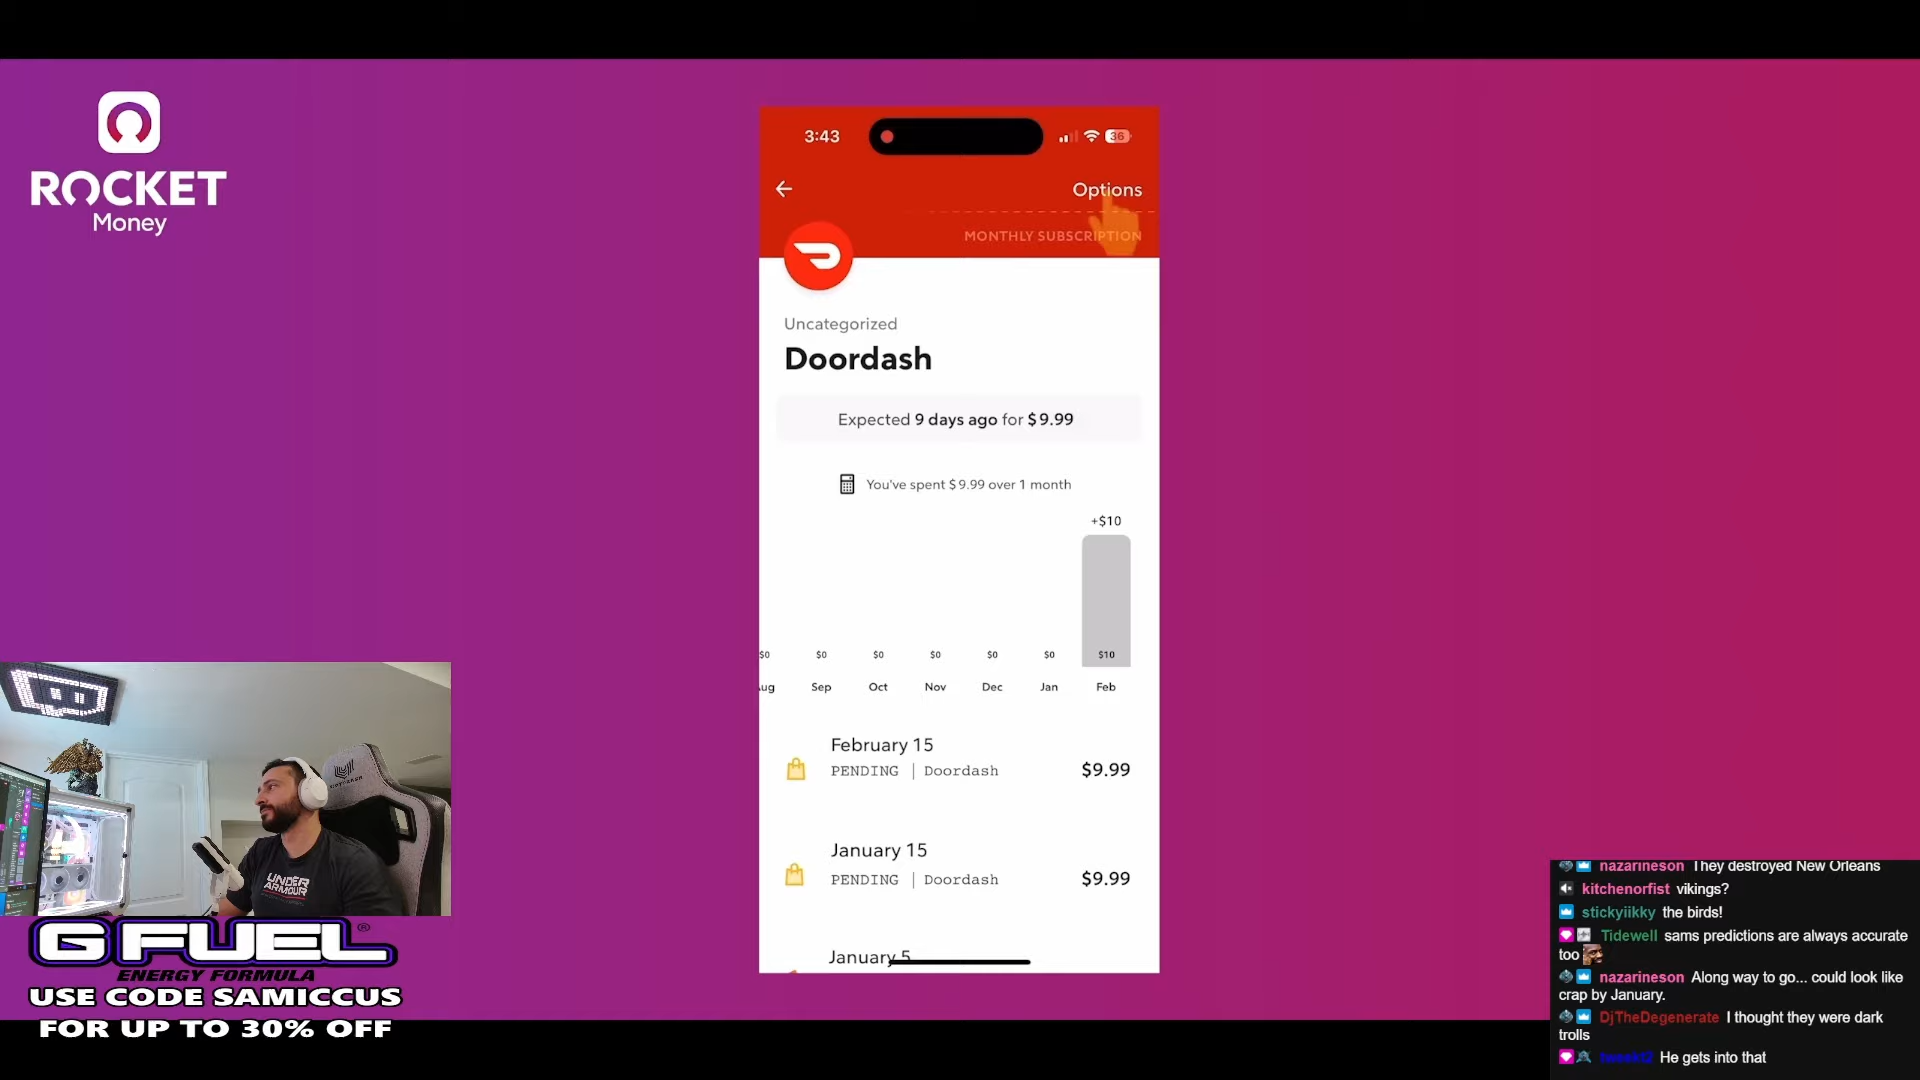 ROCKET
Money
3:43
36
Options
MONTHLY SUBSCRIPTION
Uncategorized
Doordash
Expected 9 days ago for $9.99
You've spent $9.99 over 1 month
+$10
$0 $0 $0 $0 $0 $0 $10
ug Sep Oct Nov Dec Jan Feb
February 15
PENDING | Doordash $9.99
January 15
PENDING | Doordash $9.99
January 5
UNDER
ARMOUR
G FUEL®
ENERGY FORMULA
USE CODE SAMICCUS
FOR UP TO 30% OFF
nazarineson They destroyed New Orleans
kitchenorfist vikings?
stickyiikky the birds!
Tidewell sams predictions are always accurate
too
nazarineson Along way to go... could look like
crap by January.
DjTheDegenerate I thought they were dark
trolls
He gets into that